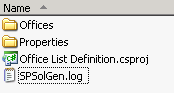 Name
Offices
Properties
Office List Definition.csproj
SPSolGen.log